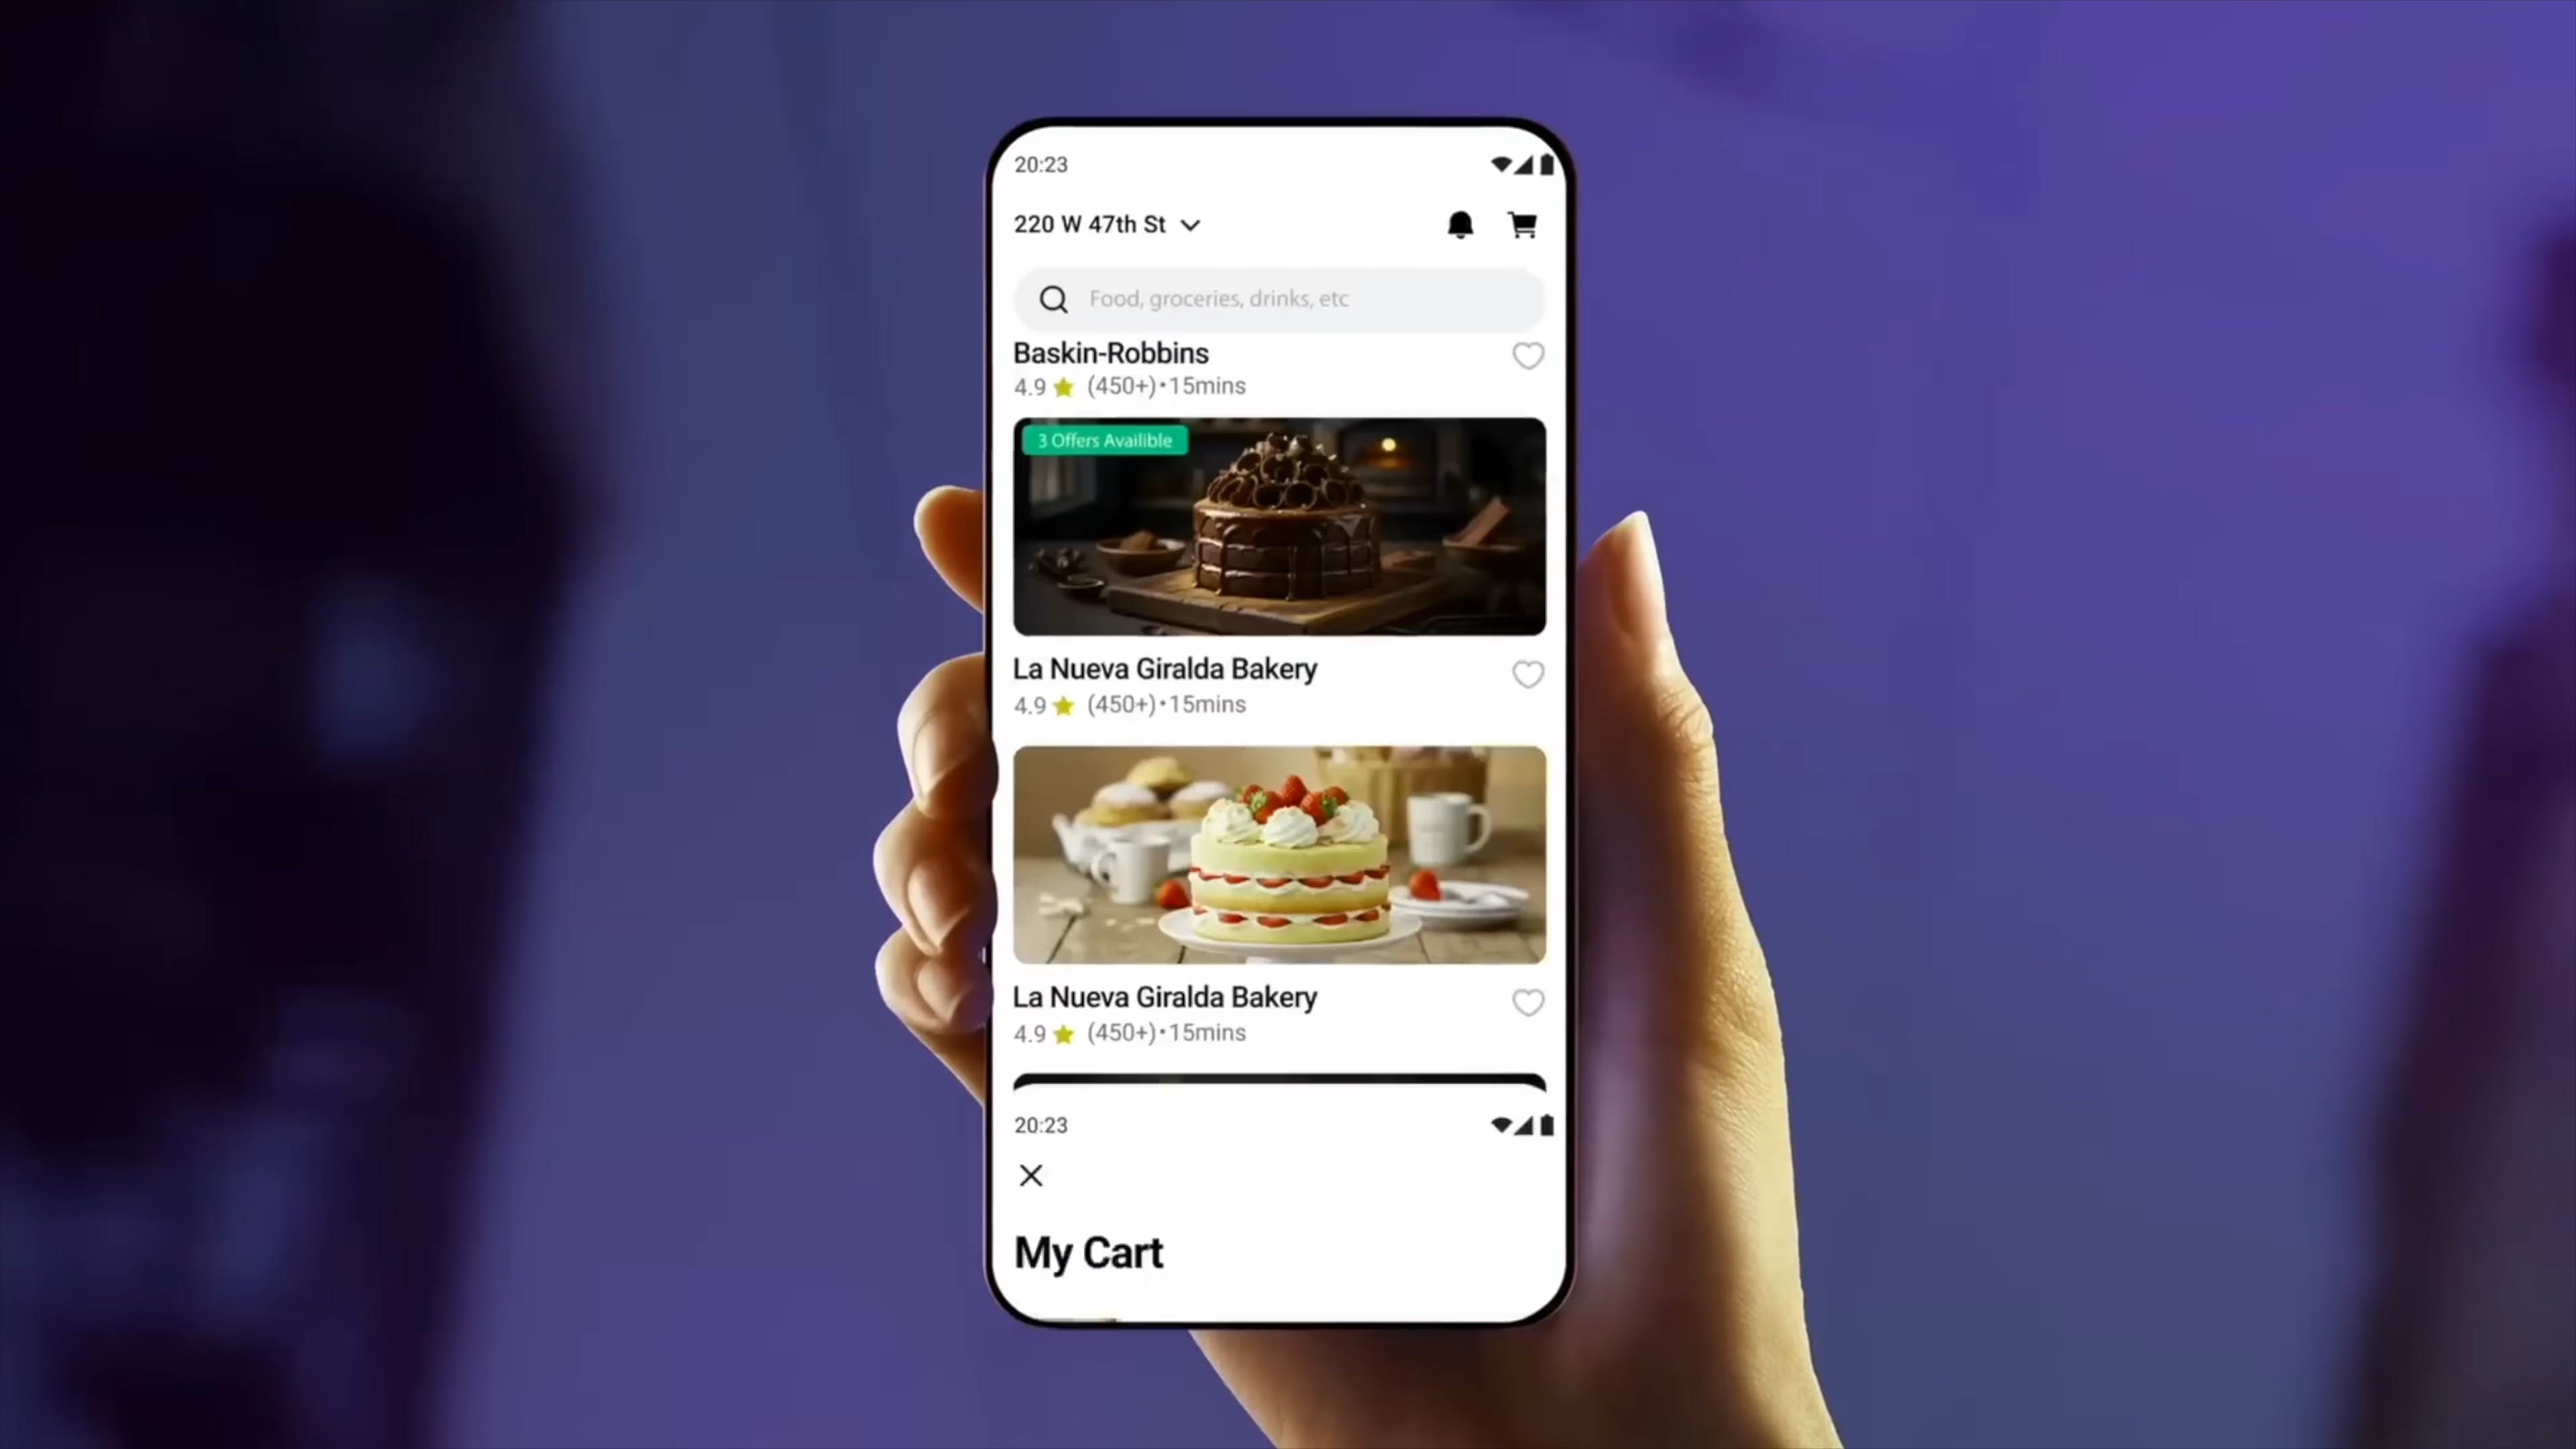 20:23
220 W 47th St
Food, groceries, drinks, etc
Baskin-Robbins
4.9 (450+)•15mins
3 Offers Availible
La Nueva Giralda Bakery
4.9 (450+)•15mins
La Nueva Giralda Bakery
4.9 (450+)•15mins
20:23
My Cart